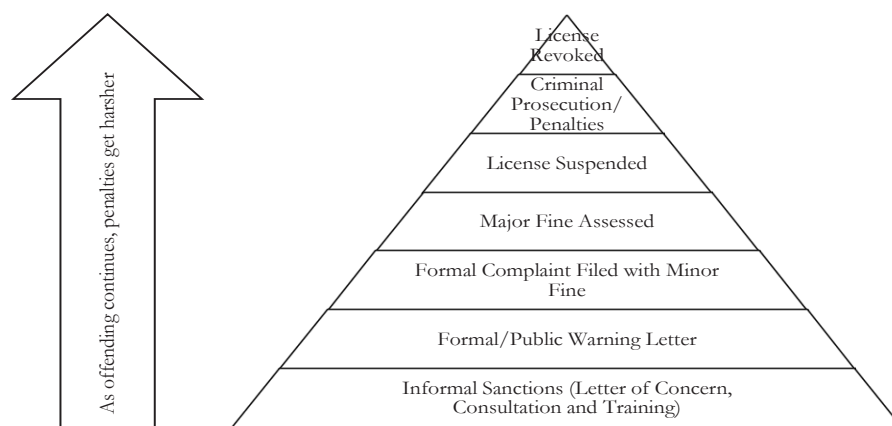 As offending continues, penalties get harsher
License
Revoked
Criminal
Prosecution/
Penalties
License Suspended
Major Fine Assessed
Formal Complaint Filed with Minor
Fine
Formal/Public Warning Letter
Informal Sanctions (Letter of Concern,
Consultation and Training)